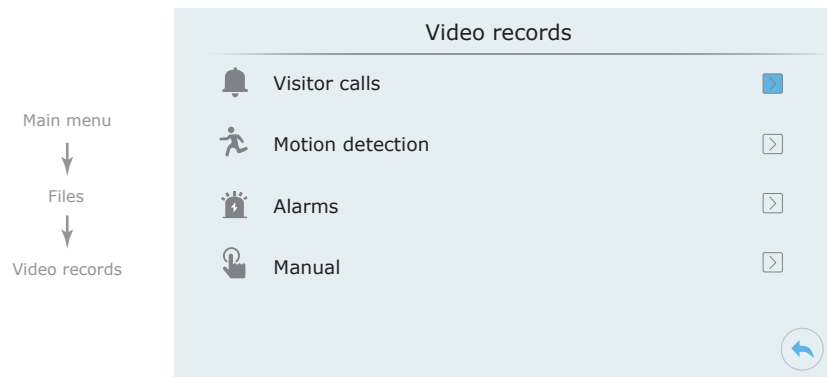 Main menu
Files
Video records
Video records
Visitor calls
Motion detection
Alarms
Manual